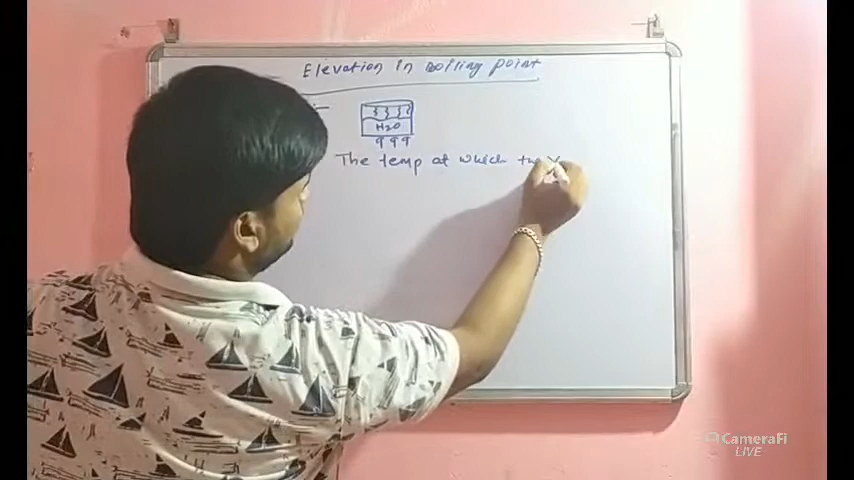 Elevation in Boiling point
H2O
The temp at which the
CameraFi
LIVE